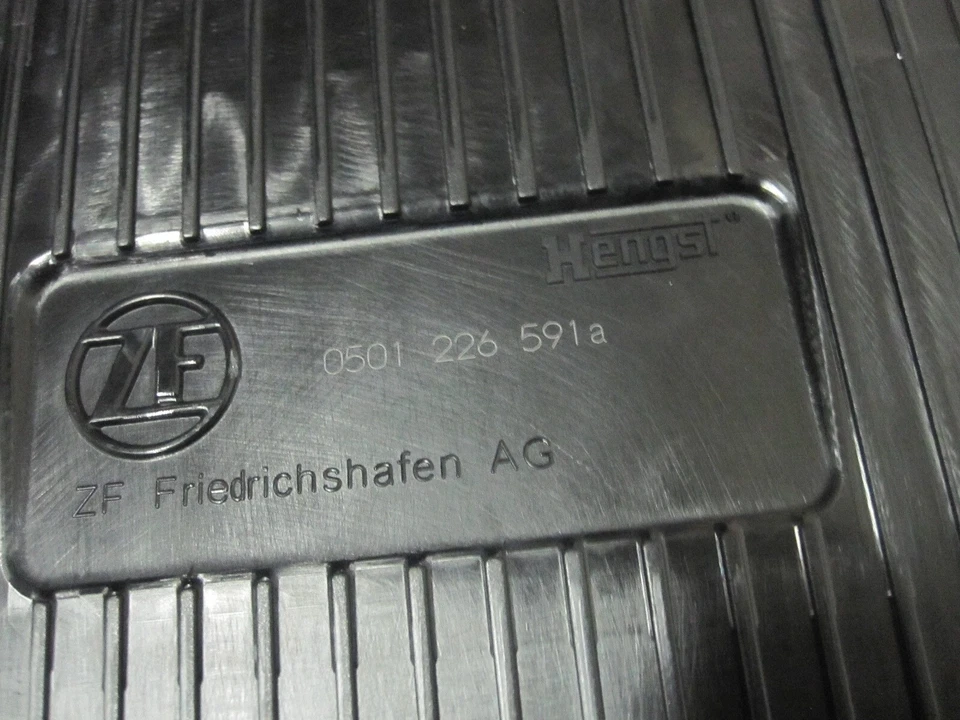 Hengst®
0501 226 591a
ZF
ZF Friedrichshafen AG